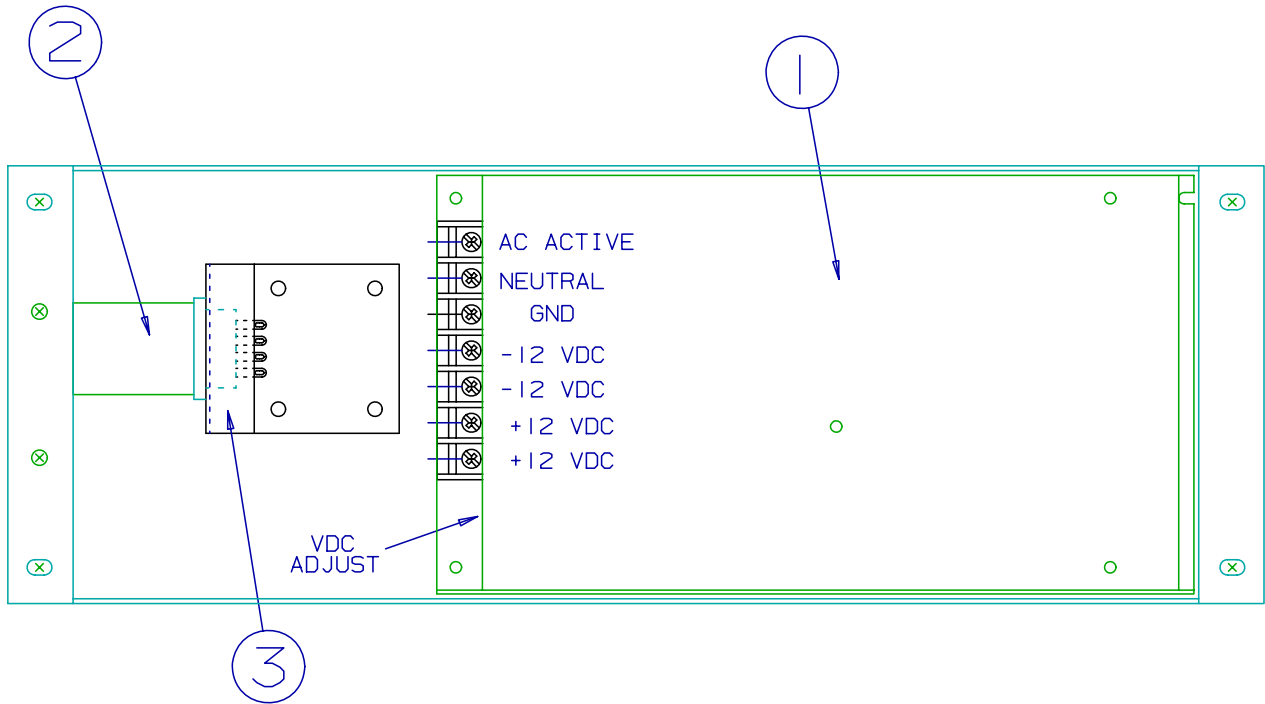 2
1
AC ACTIVE
NEUTRAL
GND
-12 VDC
-12 VDC
+12 VDC
+12 VDC
VDC
ADJUST
3